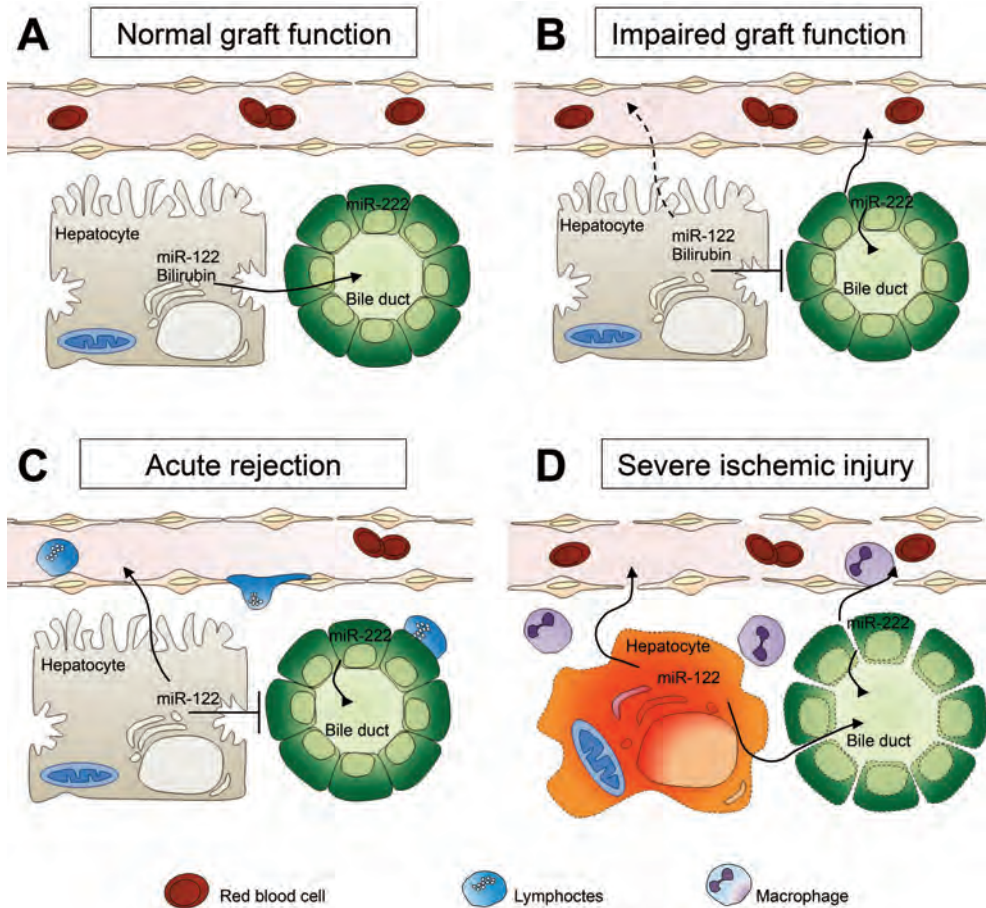 A Normal graft function
Hepatocyte
miR-122
Bilirubin
miR-222
Bile duct
B Impaired graft function
Hepatocyte
miR-122
Bilirubin
miR-222
Bile duct
C Acute rejection
Hepatocyte
miR-122
miR-222
Bile duct
D Severe ischemic injury
Hepatocyte
miR-122
miR-222
Bile duct
Red blood cell
Lymphoctes
Macrophage